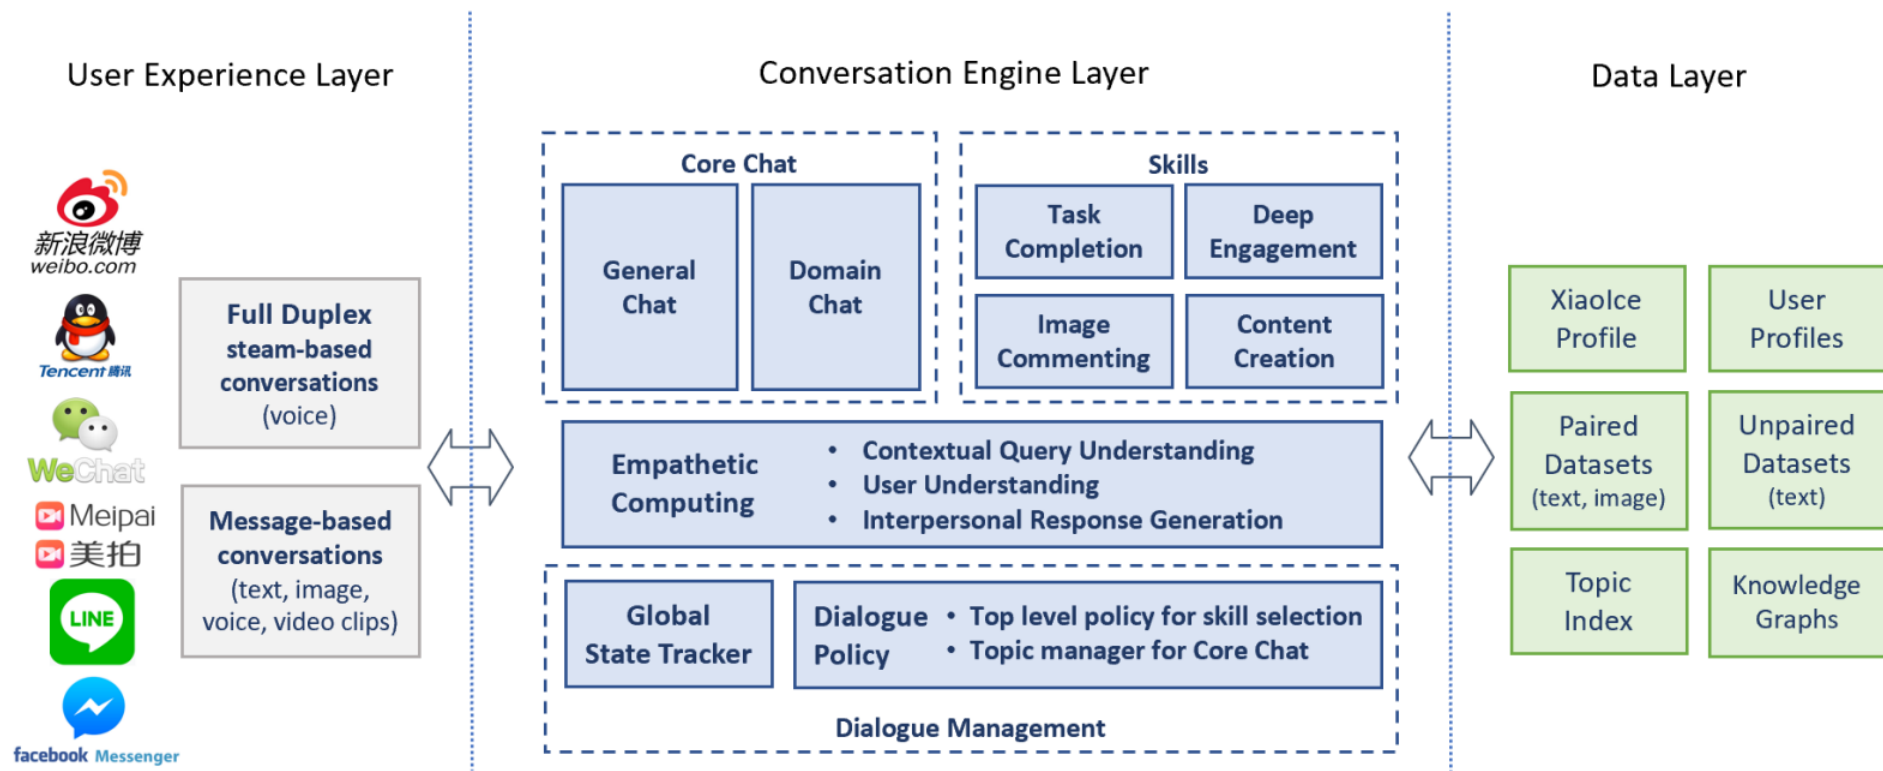 User Experience Layer
Conversation Engine Layer
Data Layer
新浪微博
weibo.com
Tencent 腾讯
WeChat
Meipai
美拍
LINE
facebook Messenger
Full Duplex
steam-based
conversations
(voice)
Message-based
conversations
(text, image,
voice, video clips)
Core Chat
General
Chat
Domain
Chat
Skills
Task
Completion
Deep
Engagement
Image
Commenting
Content
Creation
Empathetic
Computing
• Contextual Query Understanding
• User Understanding
• Interpersonal Response Generation
Global
State Tracker
Dialogue
Policy
• Top level policy for skill selection
• Topic manager for Core Chat
Dialogue Management
XiaoIce
Profile
User
Profiles
Paired
Datasets
(text, image)
Unpaired
Datasets
(text)
Topic
Index
Knowledge
Graphs